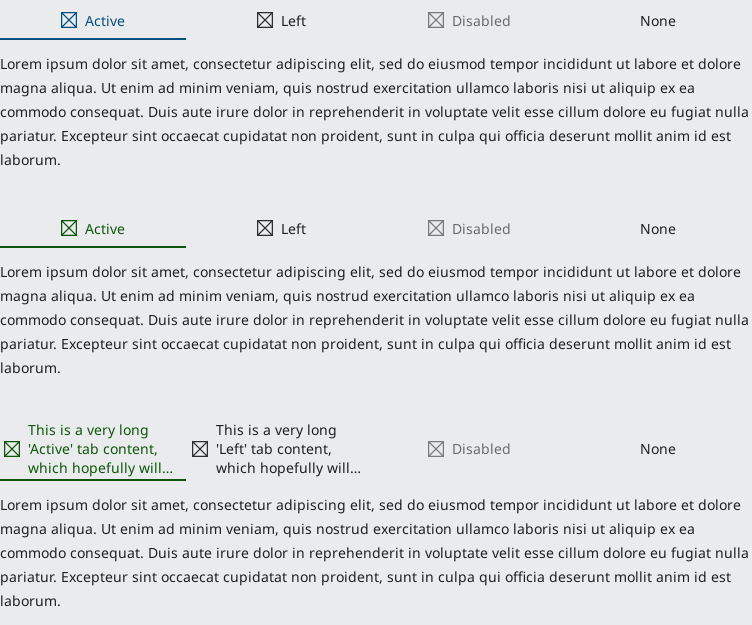 Active
Left
Disabled
None
Lorem ipsum dolor sit amet, consectetur adipiscing elit, sed do eiusmod tempor incididunt ut labore et dolore
magna aliqua. Ut enim ad minim veniam, quis nostrud exercitation ullamco laboris nisi ut aliquip ex ea
commodo consequat. Duis aute irure dolor in reprehenderit in voluptate velit esse cillum dolore eu fugiat nulla
pariatur. Excepteur sint occaecat cupidatat non proident, sunt in culpa qui officia deserunt mollit anim id est
laborum.
Active
Left
Disabled
None
Lorem ipsum dolor sit amet, consectetur adipiscing elit, sed do eiusmod tempor incididunt ut labore et dolore
magna aliqua. Ut enim ad minim veniam, quis nostrud exercitation ullamco laboris nisi ut aliquip ex ea
commodo consequat. Duis aute irure dolor in reprehenderit in voluptate velit esse cillum dolore eu fugiat nulla
pariatur. Excepteur sint occaecat cupidatat non proident, sunt in culpa qui officia deserunt mollit anim id est
laborum.
This is a very long
'Active' tab content,
which hopefully will...
This is a very long
'Left' tab content,
which hopefully will...
Disabled
None
Lorem ipsum dolor sit amet, consectetur adipiscing elit, sed do eiusmod tempor incididunt ut labore et dolore
magna aliqua. Ut enim ad minim veniam, quis nostrud exercitation ullamco laboris nisi ut aliquip ex ea
commodo consequat. Duis aute irure dolor in reprehenderit in voluptate velit esse cillum dolore eu fugiat nulla
pariatur. Excepteur sint occaecat cupidatat non proident, sunt in culpa qui officia deserunt mollit anim id est
laborum.